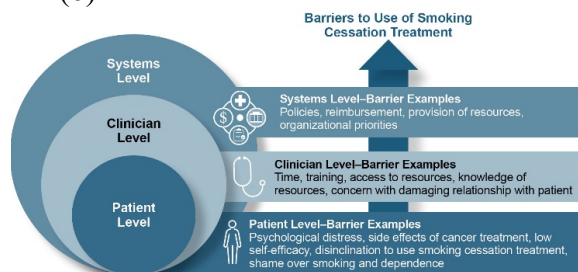 Barriers to Use of Smoking
Cessation Treatment
Systems
Level
Clinician
Level
Patient
Level
Systems Level–Barrier Examples
Policies, reimbursement, provision of resources,
organizational priorities
Clinician Level–Barrier Examples
Time, training, access to resources, knowledge of
resources, concern with damaging relationship with patient
Patient Level–Barrier Examples
Psychological distress, side effects of cancer treatment, low
self-efficacy, disinclination to use smoking cessation treatment,
shame over smoking and dependence